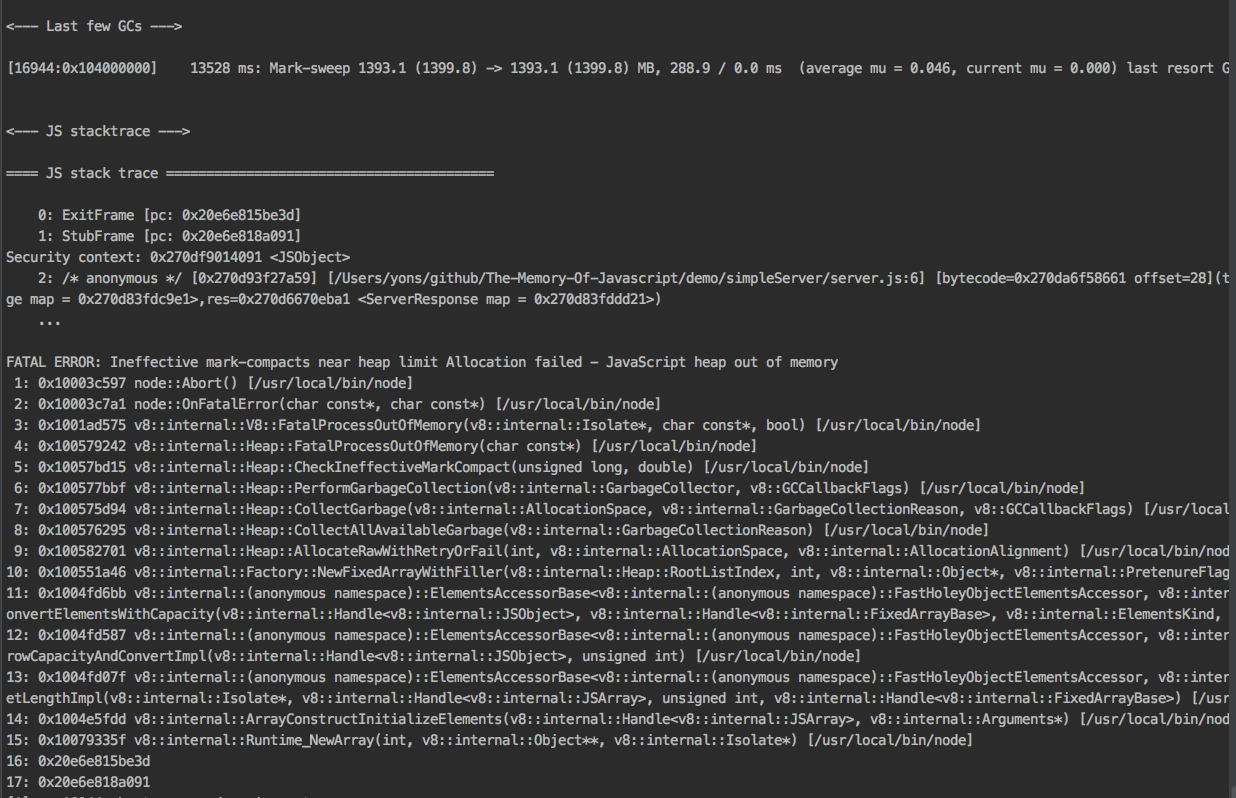 <--- Last few GCs --->
[16944:0x104000000]    13528 ms: Mark-sweep 1393.1 (1399.8) -> 1393.1 (1399.8) MB, 288.9 / 0.0 ms  (average mu = 0.046, current mu = 0.000) last resort G
<--- JS stacktrace --->
==== JS stack trace =========================================
    0: ExitFrame [pc: 0x20e6e815be3d]
    1: StubFrame [pc: 0x20e6e818a091]
Security context: 0x270df9014091 <JSObject>
    2: /* anonymous */ [0x270d93f27a59] [/Users/yons/github/The-Memory-Of-Javascript/demo/simpleServer/server.js:6] [bytecode=0x270da6f58661 offset=28](t
ge map = 0x270d83fdc9e1>,res=0x270d6670eba1 <ServerResponse map = 0x270d83fddd21>)
    ...
FATAL ERROR: Ineffective mark-compacts near heap limit Allocation failed - JavaScript heap out of memory
 1: 0x10003c597 node::Abort() [/usr/local/bin/node]
 2: 0x10003c7a1 node::OnFatalError(char const*, char const*) [/usr/local/bin/node]
 3: 0x1001ad575 v8::internal::V8::FatalProcessOutOfMemory(v8::internal::Isolate*, char const*, bool) [/usr/local/bin/node]
 4: 0x100579242 v8::internal::Heap::FatalProcessOutOfMemory(char const*) [/usr/local/bin/node]
 5: 0x10057bd15 v8::internal::Heap::CheckIneffectiveMarkCompact(unsigned long, double) [/usr/local/bin/node]
 6: 0x100577bbf v8::internal::Heap::PerformGarbageCollection(v8::internal::GarbageCollector, v8::GCCallbackFlags) [/usr/local/bin/node]
 7: 0x100575d94 v8::internal::Heap::CollectGarbage(v8::internal::AllocationSpace, v8::internal::GarbageCollectionReason, v8::GCCallbackFlags) [/usr/local
 8: 0x100576295 v8::internal::Heap::CollectAllAvailableGarbage(v8::internal::GarbageCollectionReason) [/usr/local/bin/node]
 9: 0x100582701 v8::internal::Heap::AllocateRawWithRetryOrFail(int, v8::internal::AllocationSpace, v8::internal::AllocationAlignment) [/usr/local/bin/nod
10: 0x100551a46 v8::internal::Factory::NewFixedArrayWithFiller(v8::internal::Heap::RootListIndex, int, v8::internal::Object*, v8::internal::PretenureFlag
11: 0x1004fd6bb v8::internal::(anonymous namespace)::ElementsAccessorBase<v8::internal::(anonymous namespace)::FastHoleyObjectElementsAccessor, v8::inter
onvertElementsWithCapacity(v8::internal::Handle<v8::internal::JSObject>, v8::internal::Handle<v8::internal::FixedArrayBase>, v8::internal::ElementsKind,
12: 0x1004fd587 v8::internal::(anonymous namespace)::ElementsAccessorBase<v8::internal::(anonymous namespace)::FastHoleyObjectElementsAccessor, v8::inter
rowCapacityAndConvertImpl(v8::internal::Handle<v8::internal::JSObject>, unsigned int) [/usr/local/bin/node]
13: 0x1004fd07f v8::internal::(anonymous namespace)::ElementsAccessorBase<v8::internal::(anonymous namespace)::FastHoleyObjectElementsAccessor, v8::inter
etLengthImpl(v8::internal::Isolate*, v8::internal::Handle<v8::internal::JSArray>, unsigned int, v8::internal::Handle<v8::internal::FixedArrayBase>) [/usr
14: 0x1004e5fdd v8::internal::ArrayConstructInitializeElements(v8::internal::Handle<v8::internal::JSArray>, v8::internal::Arguments*) [/usr/local/bin/nod
15: 0x10079335f v8::internal::Runtime_NewArray(int, v8::internal::Object**, v8::internal::Isolate*) [/usr/local/bin/node]
16: 0x20e6e815be3d
17: 0x20e6e818a091